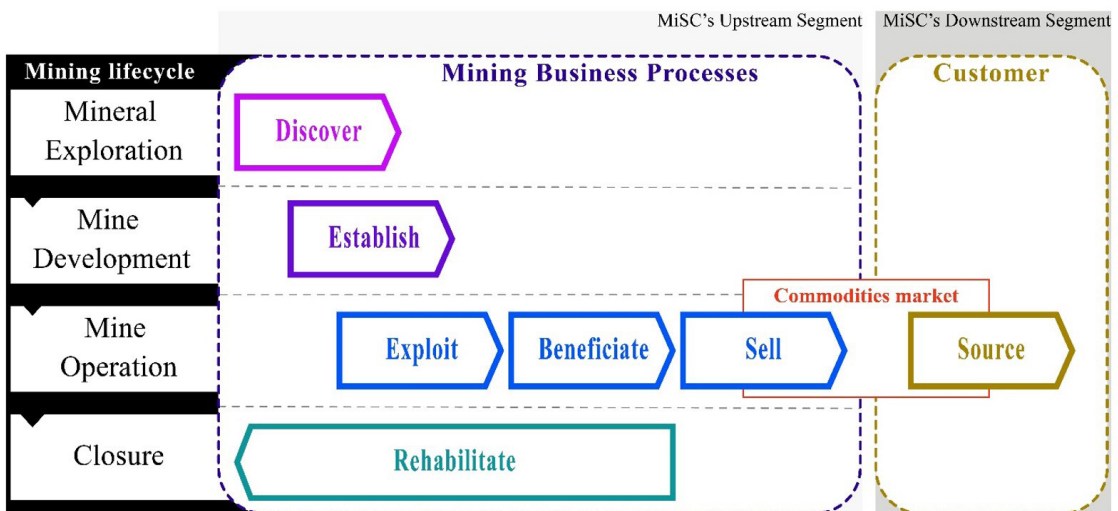 MiSC's Upstream Segment
MiSC's Downstream Segment
Mining lifecycle
Mining Business Processes
Customer
Mineral
Exploration
Discover
Mine
Development
Establish
Commodities market
Mine
Operation
Exploit
Beneficiate
Sell
Source
Closure
Rehabilitate